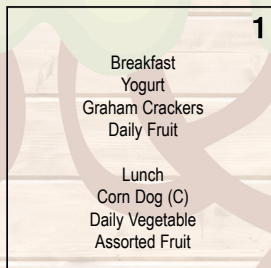 1
Breakfast
Yogurt
Graham Crackers
Daily Fruit
Lunch
Corn Dog (C)
Daily Vegetable
Assorted Fruit